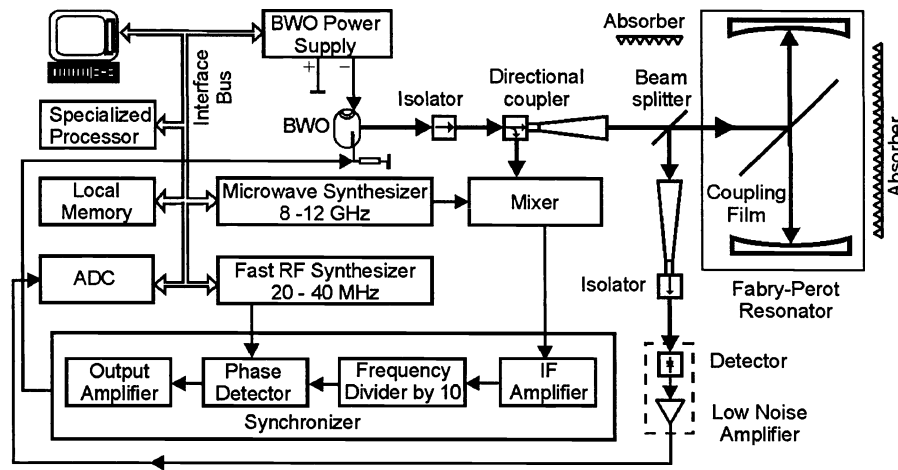 BWO Power
Supply
+
−
Absorber
Interface
Bus
Specialized
Processor
BWO
Isolator
Directional
coupler
Beam
splitter
Coupling
Film
Absorber
Local
Memory
Microwave Synthesizer
8 -12 GHz
Mixer
ADC
Fast RF Synthesizer
20 - 40 MHz
Isolator
Fabry-Perot
Resonator
Output
Amplifier
Phase
Detector
Frequency
Divider by 10
IF
Amplifier
Synchronizer
Detector
Low Noise
Amplifier